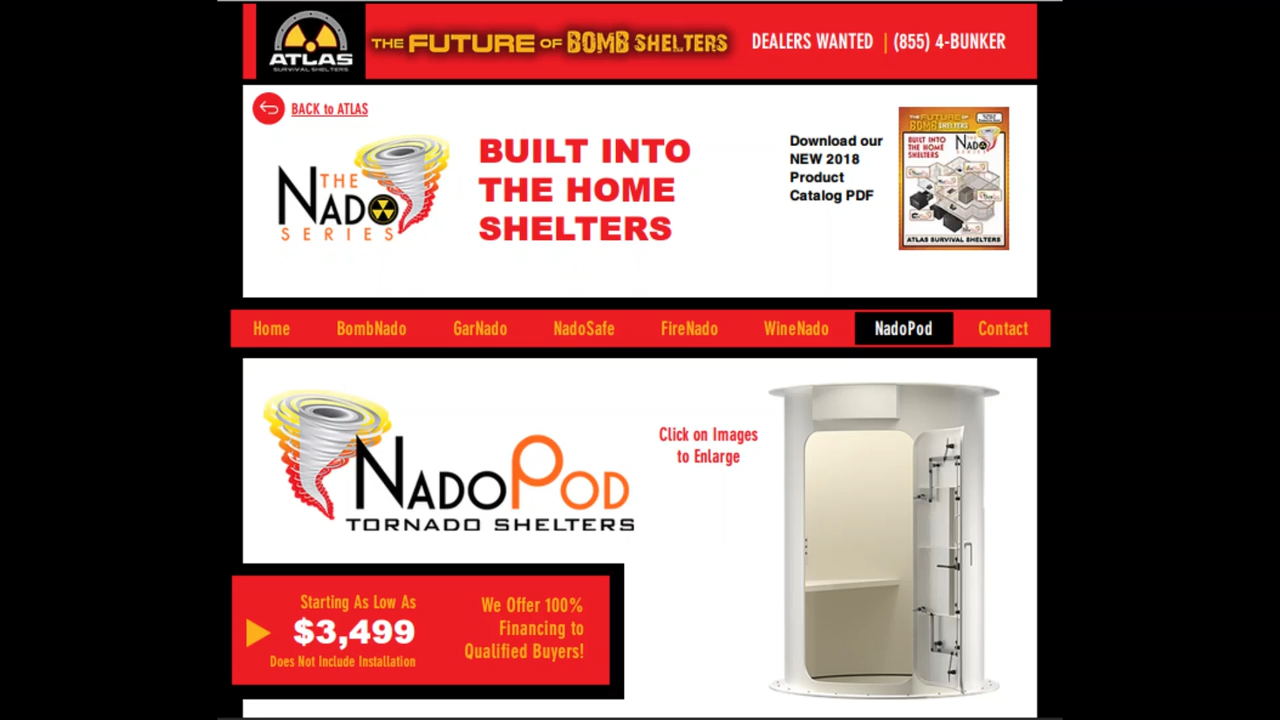 ATLAS
SURVIVAL SHELTERS
THE FUTURE OF BOMB SHELTERS
DEALERS WANTED | (855) 4-BUNKER
BACK to ATLAS
THE
NADO
SERIES
BUILT INTO
THE HOME
SHELTERS
Download our
NEW 2018
Product
Catalog PDF
THE FUTURE OF
BOMB SHELTERS
BUILT INTO
THE HOME
SHELTERS
THE
NADO
SERIES
ATLAS SURVIVAL SHELTERS
Home BombNado GarNado NadoSafe FireNado WineNado NadoPod Contact
NADOPOD
TORNADO SHELTERS
Click on Images
to Enlarge
Starting As Low As
$3,499
Does Not Include Installation
We Offer 100%
Financing to
Qualified Buyers!